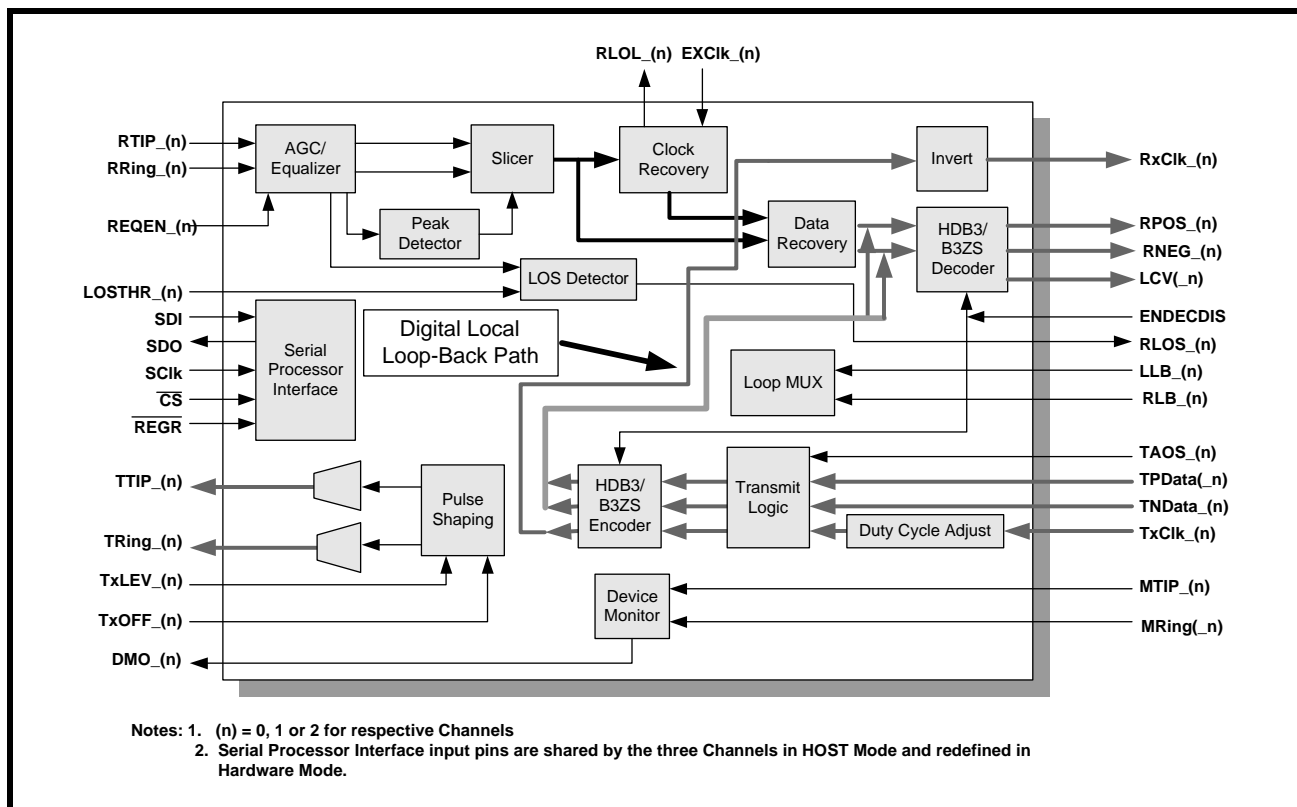 RLOL_(n) EXClk_(n)
RTIP_(n)
RRing_(n)
REQEN_(n)
LOSTHR_(n)
SDI
SDO
SClk
CS
REGR
TTIP_(n)
TRing_(n)
TxLEV_(n)
TxOFF_(n)
DMO_(n)
AGC/
Equalizer
Slicer
Clock
Recovery
Invert
Peak
Detector
Data
Recovery
HDB3/
B3ZS
Decoder
LOS Detector
Serial
Processor
Interface
Digital Local
Loop-Back Path
Loop MUX
Pulse
Shaping
HDB3/
B3ZS
Encoder
Transmit
Logic
Duty Cycle Adjust
Device
Monitor
RxClk_(n)
RPOS_(n)
RNEG_(n)
LCV(_n)
ENDECDIS
RLOS_(n)
LLB_(n)
RLB_(n)
TAOS_(n)
TPData(_n)
TNData_(n)
TxClk_(n)
MTIP_(n)
MRing(_n)
Notes: 1. (n) = 0, 1 or 2 for respective Channels
2. Serial Processor Interface input pins are shared by the three Channels in HOST Mode and redefined in
Hardware Mode.